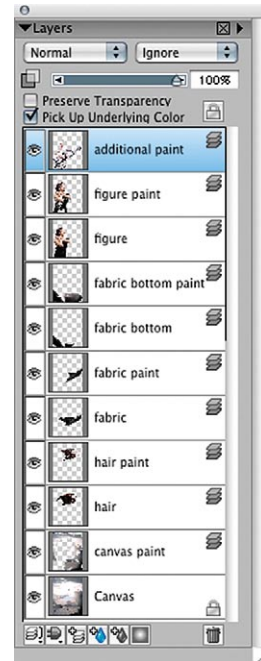 Layers
Normal Ignore
100%
Preserve Transparency
Pick Up Underlying Color
additional paint
figure paint
figure
fabric bottom paint
fabric bottom
fabric paint
fabric
hair paint
hair
canvas paint
Canvas